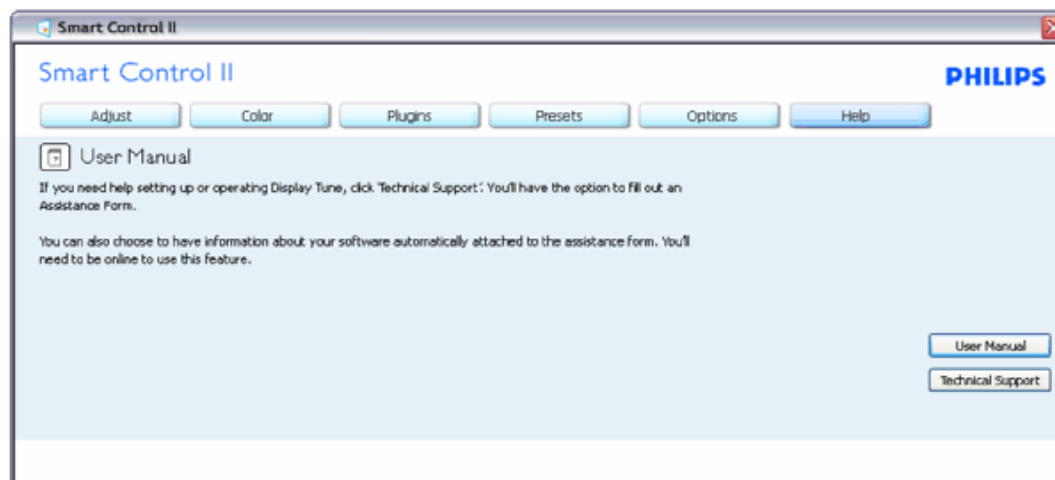 Smart Control II
Smart Control II
PHILIPS
Adjust
Color
Plugins
Presets
Options
Help
User Manual
If you need help setting up or operating Display Tune, click 'Technical Support'. You'll have the option to fill out an
Assistance Form.
You can also choose to have information about your software automatically attached to the assistance form. You'll
need to be online to use this feature.
User Manual
Technical Support